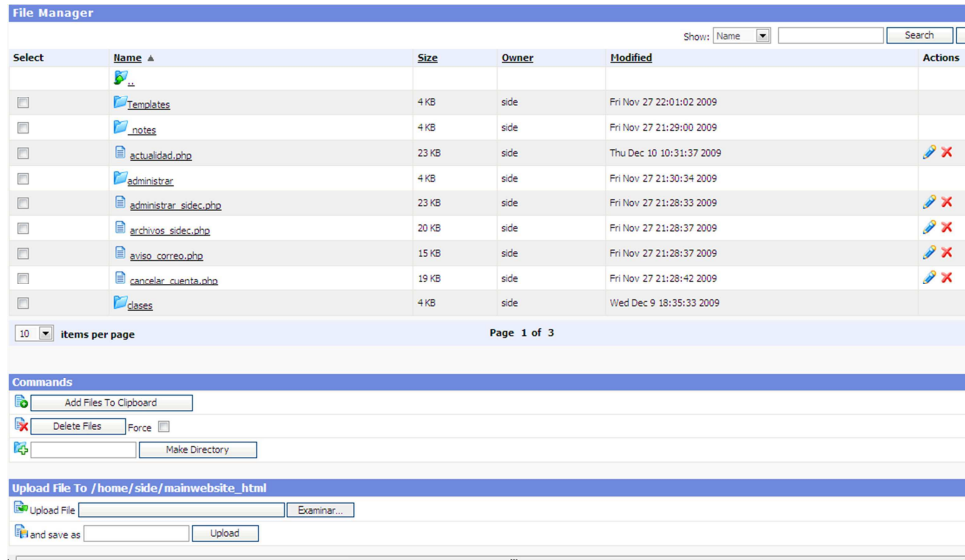 File Manager
Show: Name Search
Select Name Size Owner Modified Actions
..
Templates 4 KB side Fri Nov 27 22:01:02 2009
_notes 4 KB side Fri Nov 27 21:29:00 2009
actualidad.php 23 KB side Thu Dec 10 10:31:37 2009
administrar 4 KB side Fri Nov 27 21:30:34 2009
administrar_sidec.php 23 KB side Fri Nov 27 21:28:33 2009
archivos_sidec.php 20 KB side Fri Nov 27 21:28:37 2009
aviso_correo.php 15 KB side Fri Nov 27 21:28:37 2009
cancelar_cuenta.php 19 KB side Fri Nov 27 21:28:42 2009
clases 4 KB side Wed Dec 9 18:35:33 2009
10 items per page Page 1 of 3
Commands
Add Files To Clipboard
Delete Files Force
Make Directory
Upload File To /home/side/mainwebsite_html
Upload File Examinar...
and save as Upload